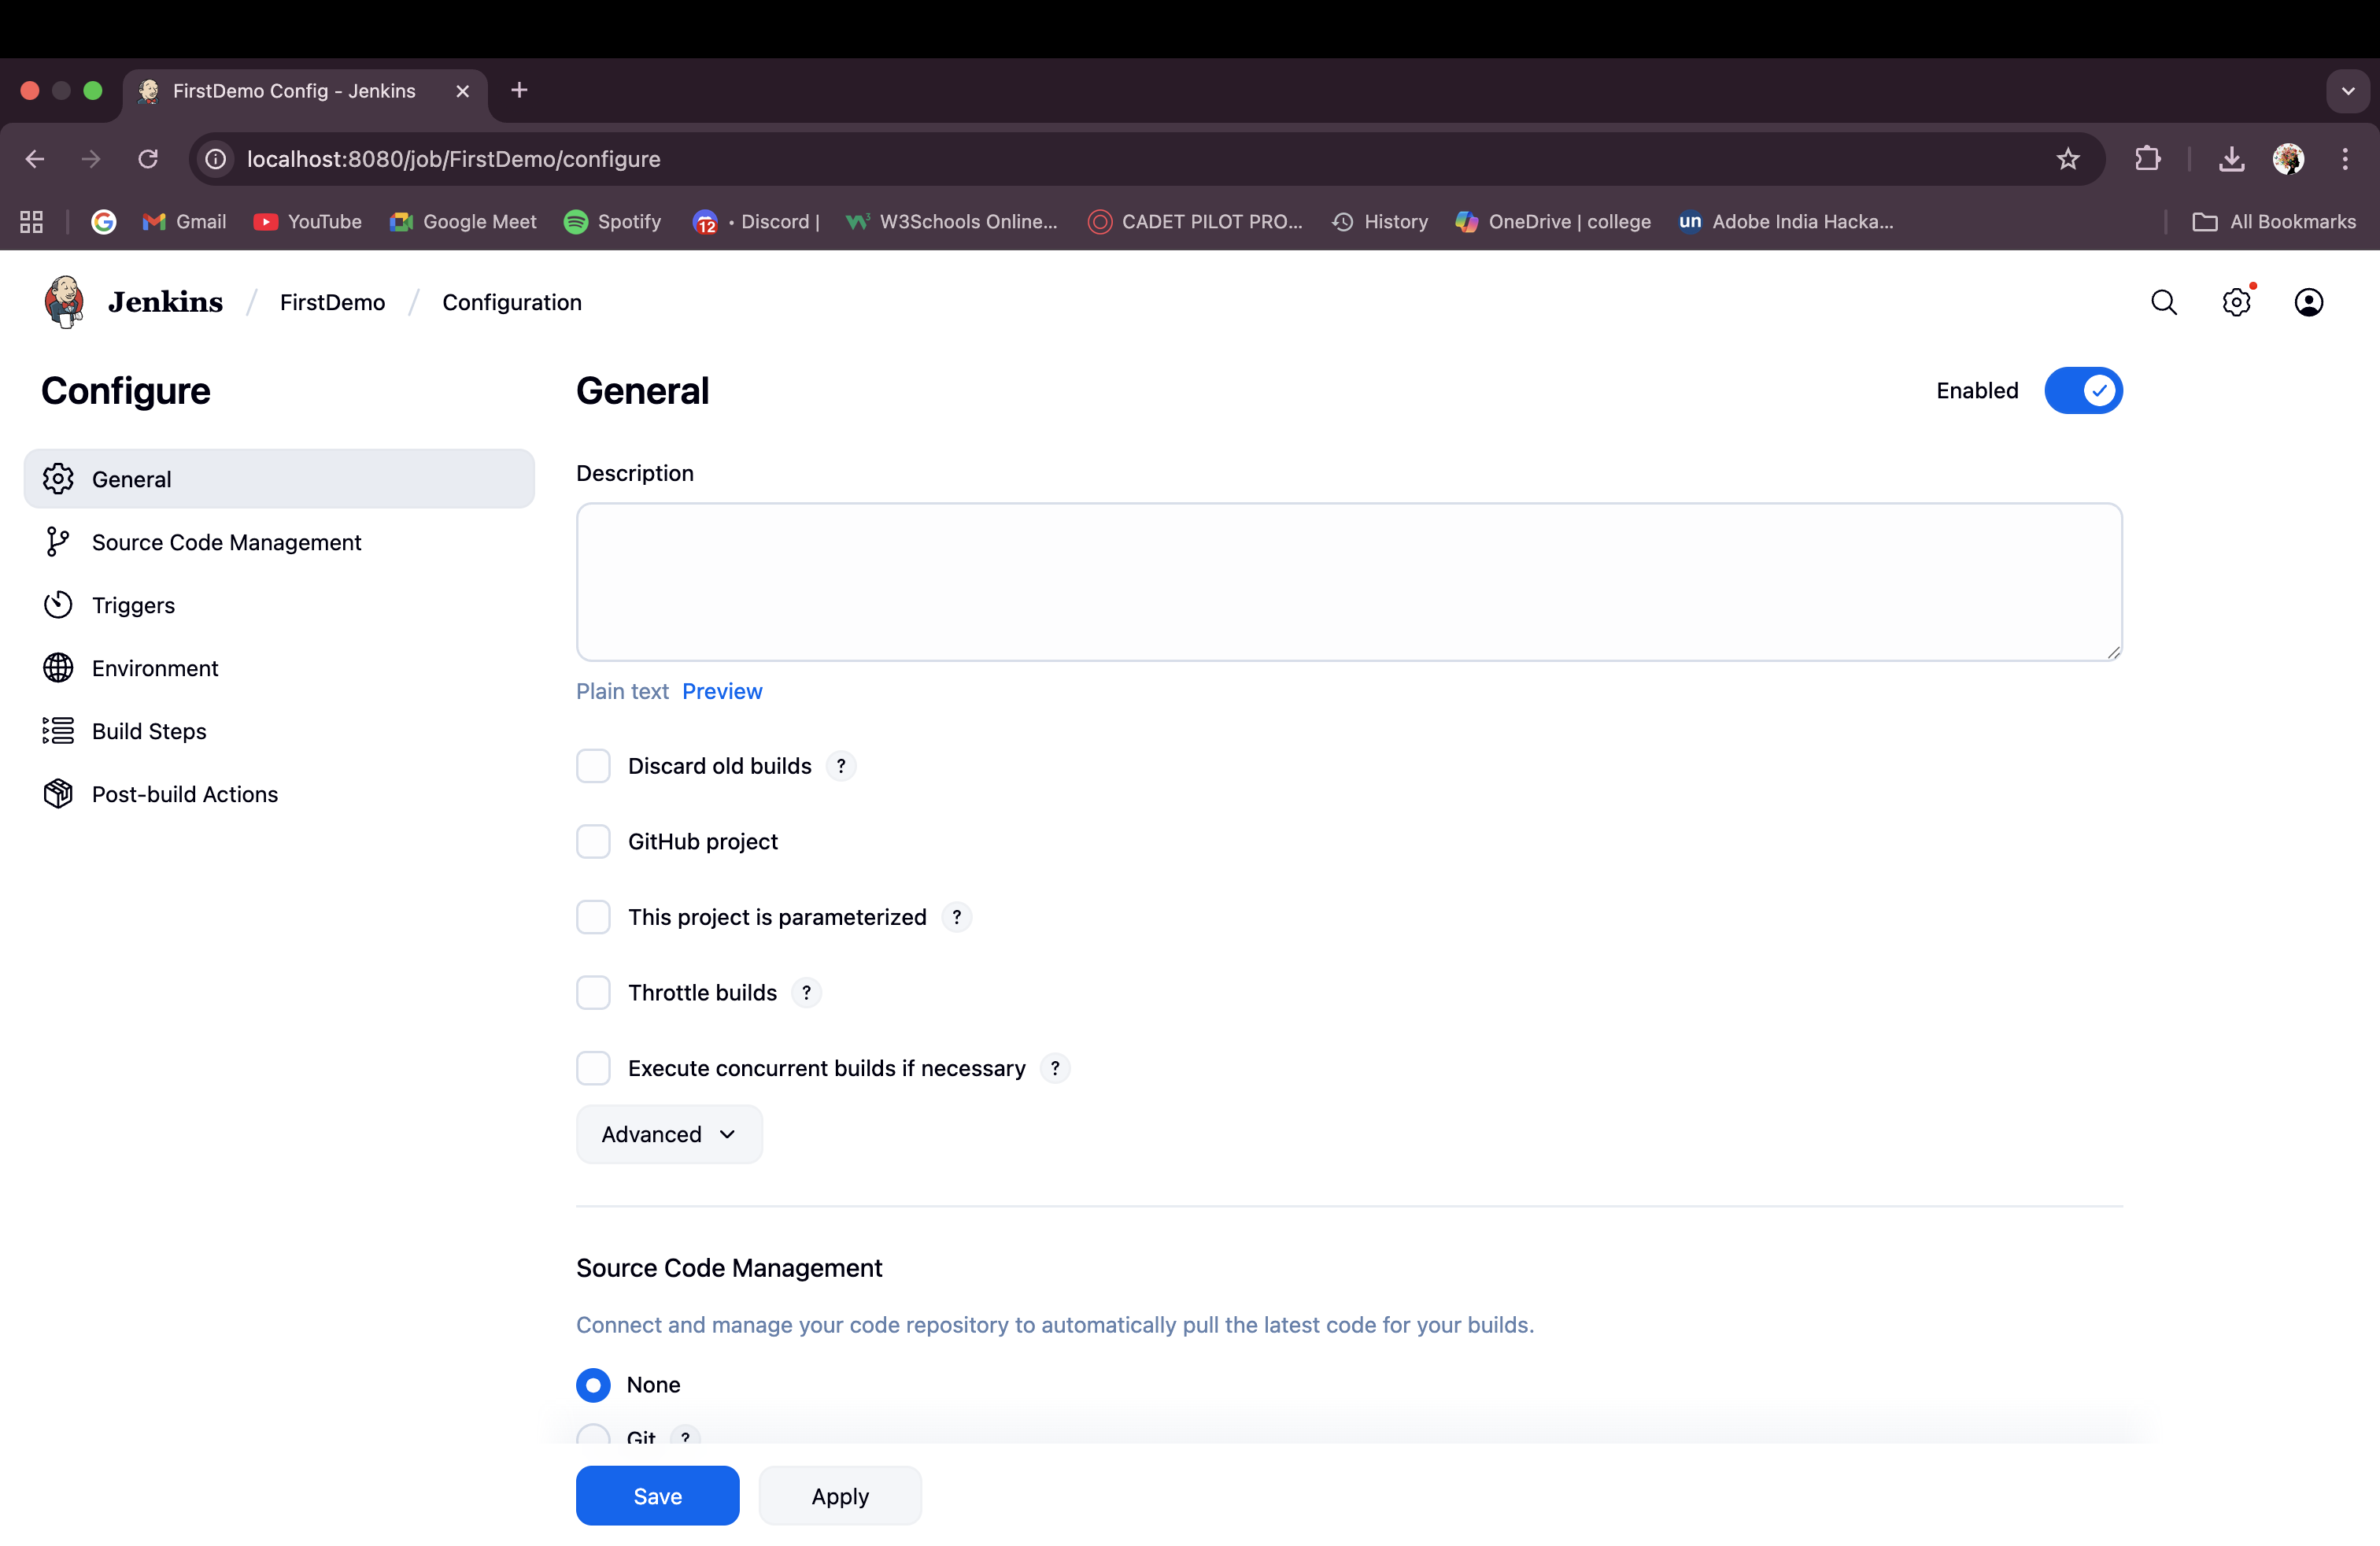 FirstDemo Config - Jenkins
localhost:8080/job/FirstDemo/configure
Gmail YouTube Google Meet Spotify 12 • Discord | W3Schools Online... CADET PILOT PRO... History OneDrive | college un Adobe India Hacka... All Bookmarks
Jenkins / FirstDemo / Configuration
Configure
General
Source Code Management
Triggers
Environment
Build Steps
Post-build Actions
General
Enabled
Description
Plain text Preview
Discard old builds ?
GitHub project
This project is parameterized ?
Throttle builds ?
Execute concurrent builds if necessary ?
Advanced
Source Code Management
Connect and manage your code repository to automatically pull the latest code for your builds.
None
Git ?
Save Apply